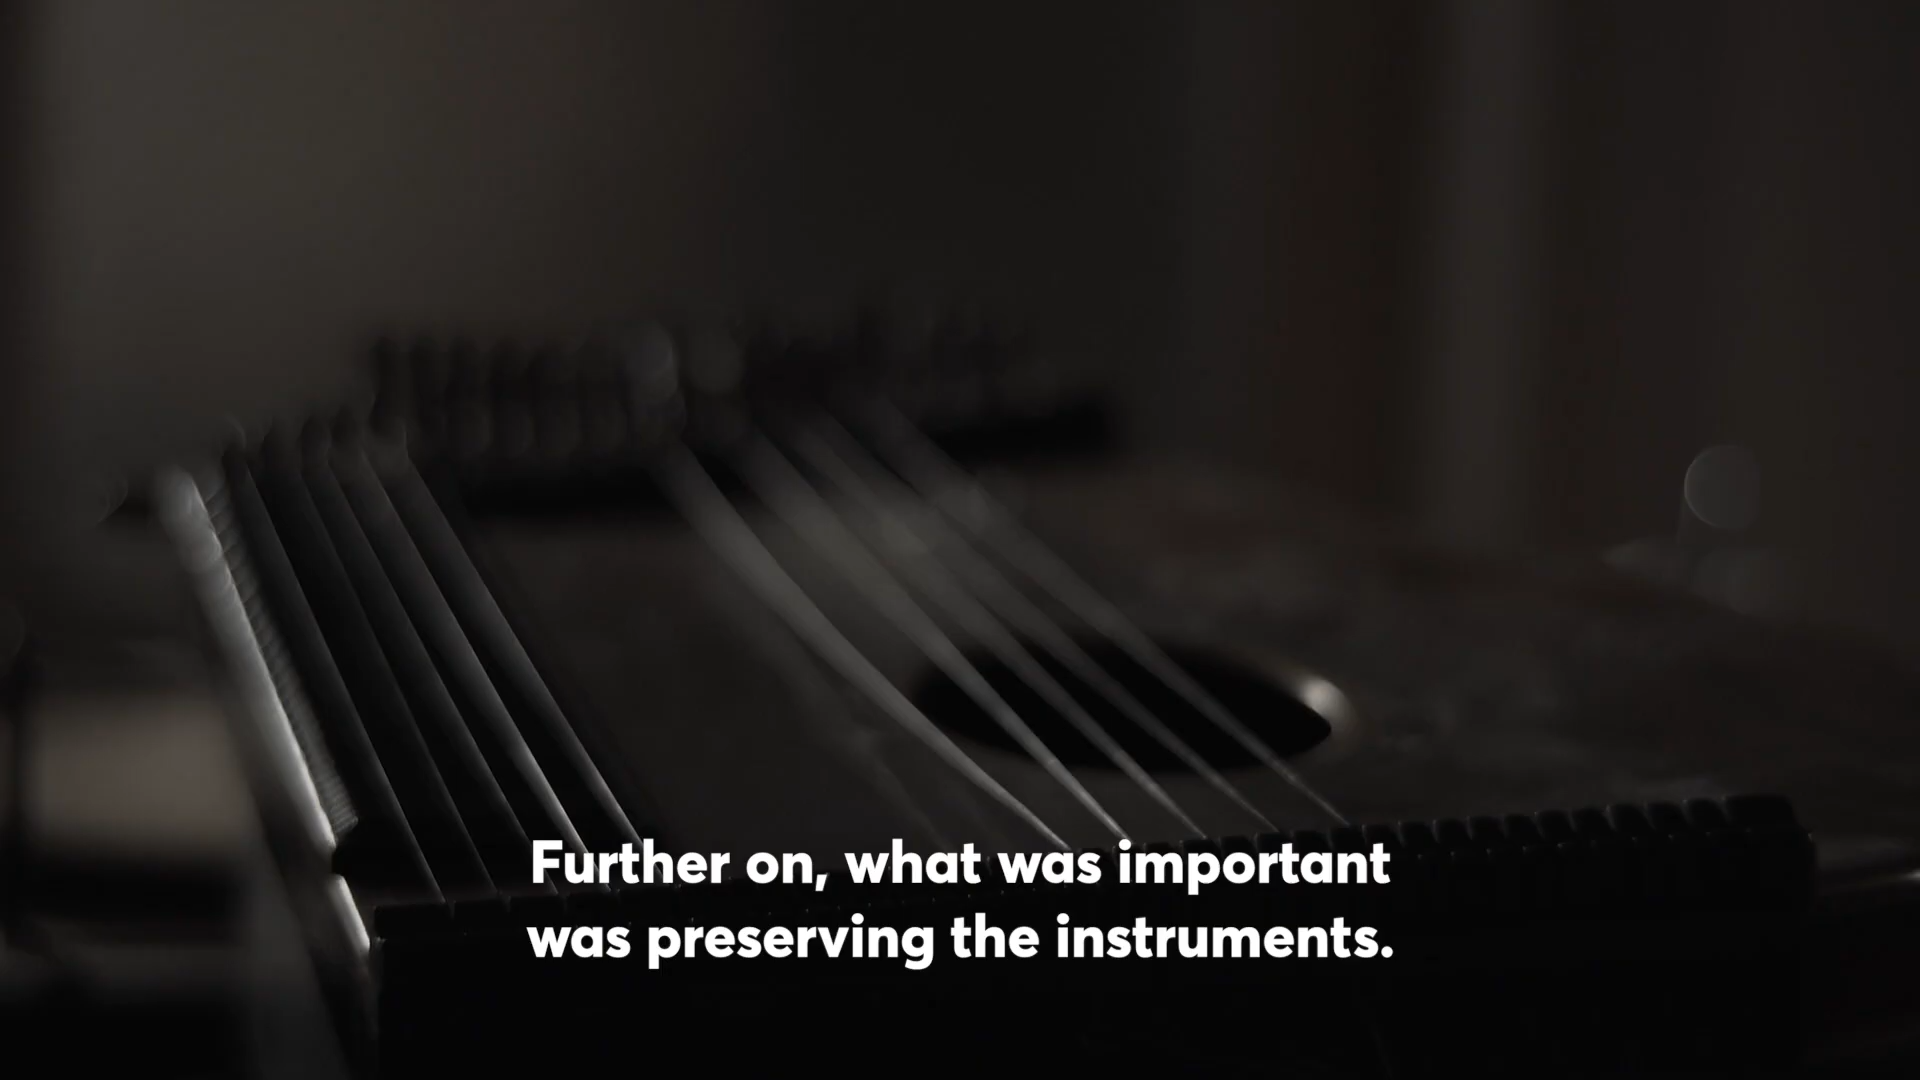 Further on, what was important
was preserving the instruments.